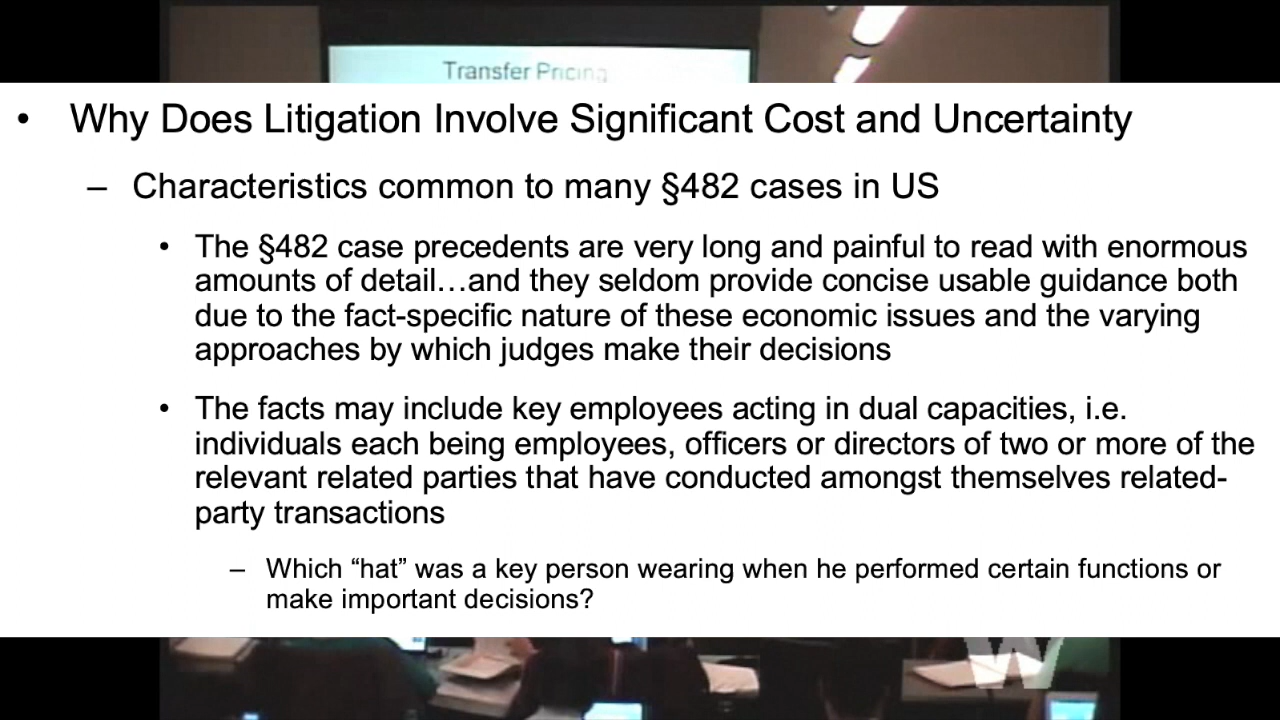 Transfer Pricing
• Why Does Litigation Involve Significant Cost and Uncertainty
– Characteristics common to many §482 cases in US
• The §482 case precedents are very long and painful to read with enormous
amounts of detail…and they seldom provide concise usable guidance both
due to the fact-specific nature of these economic issues and the varying
approaches by which judges make their decisions
• The facts may include key employees acting in dual capacities, i.e.
individuals each being employees, officers or directors of two or more of the
relevant related parties that have conducted amongst themselves related-
party transactions
– Which “hat” was a key person wearing when he performed certain functions or
make important decisions?
W